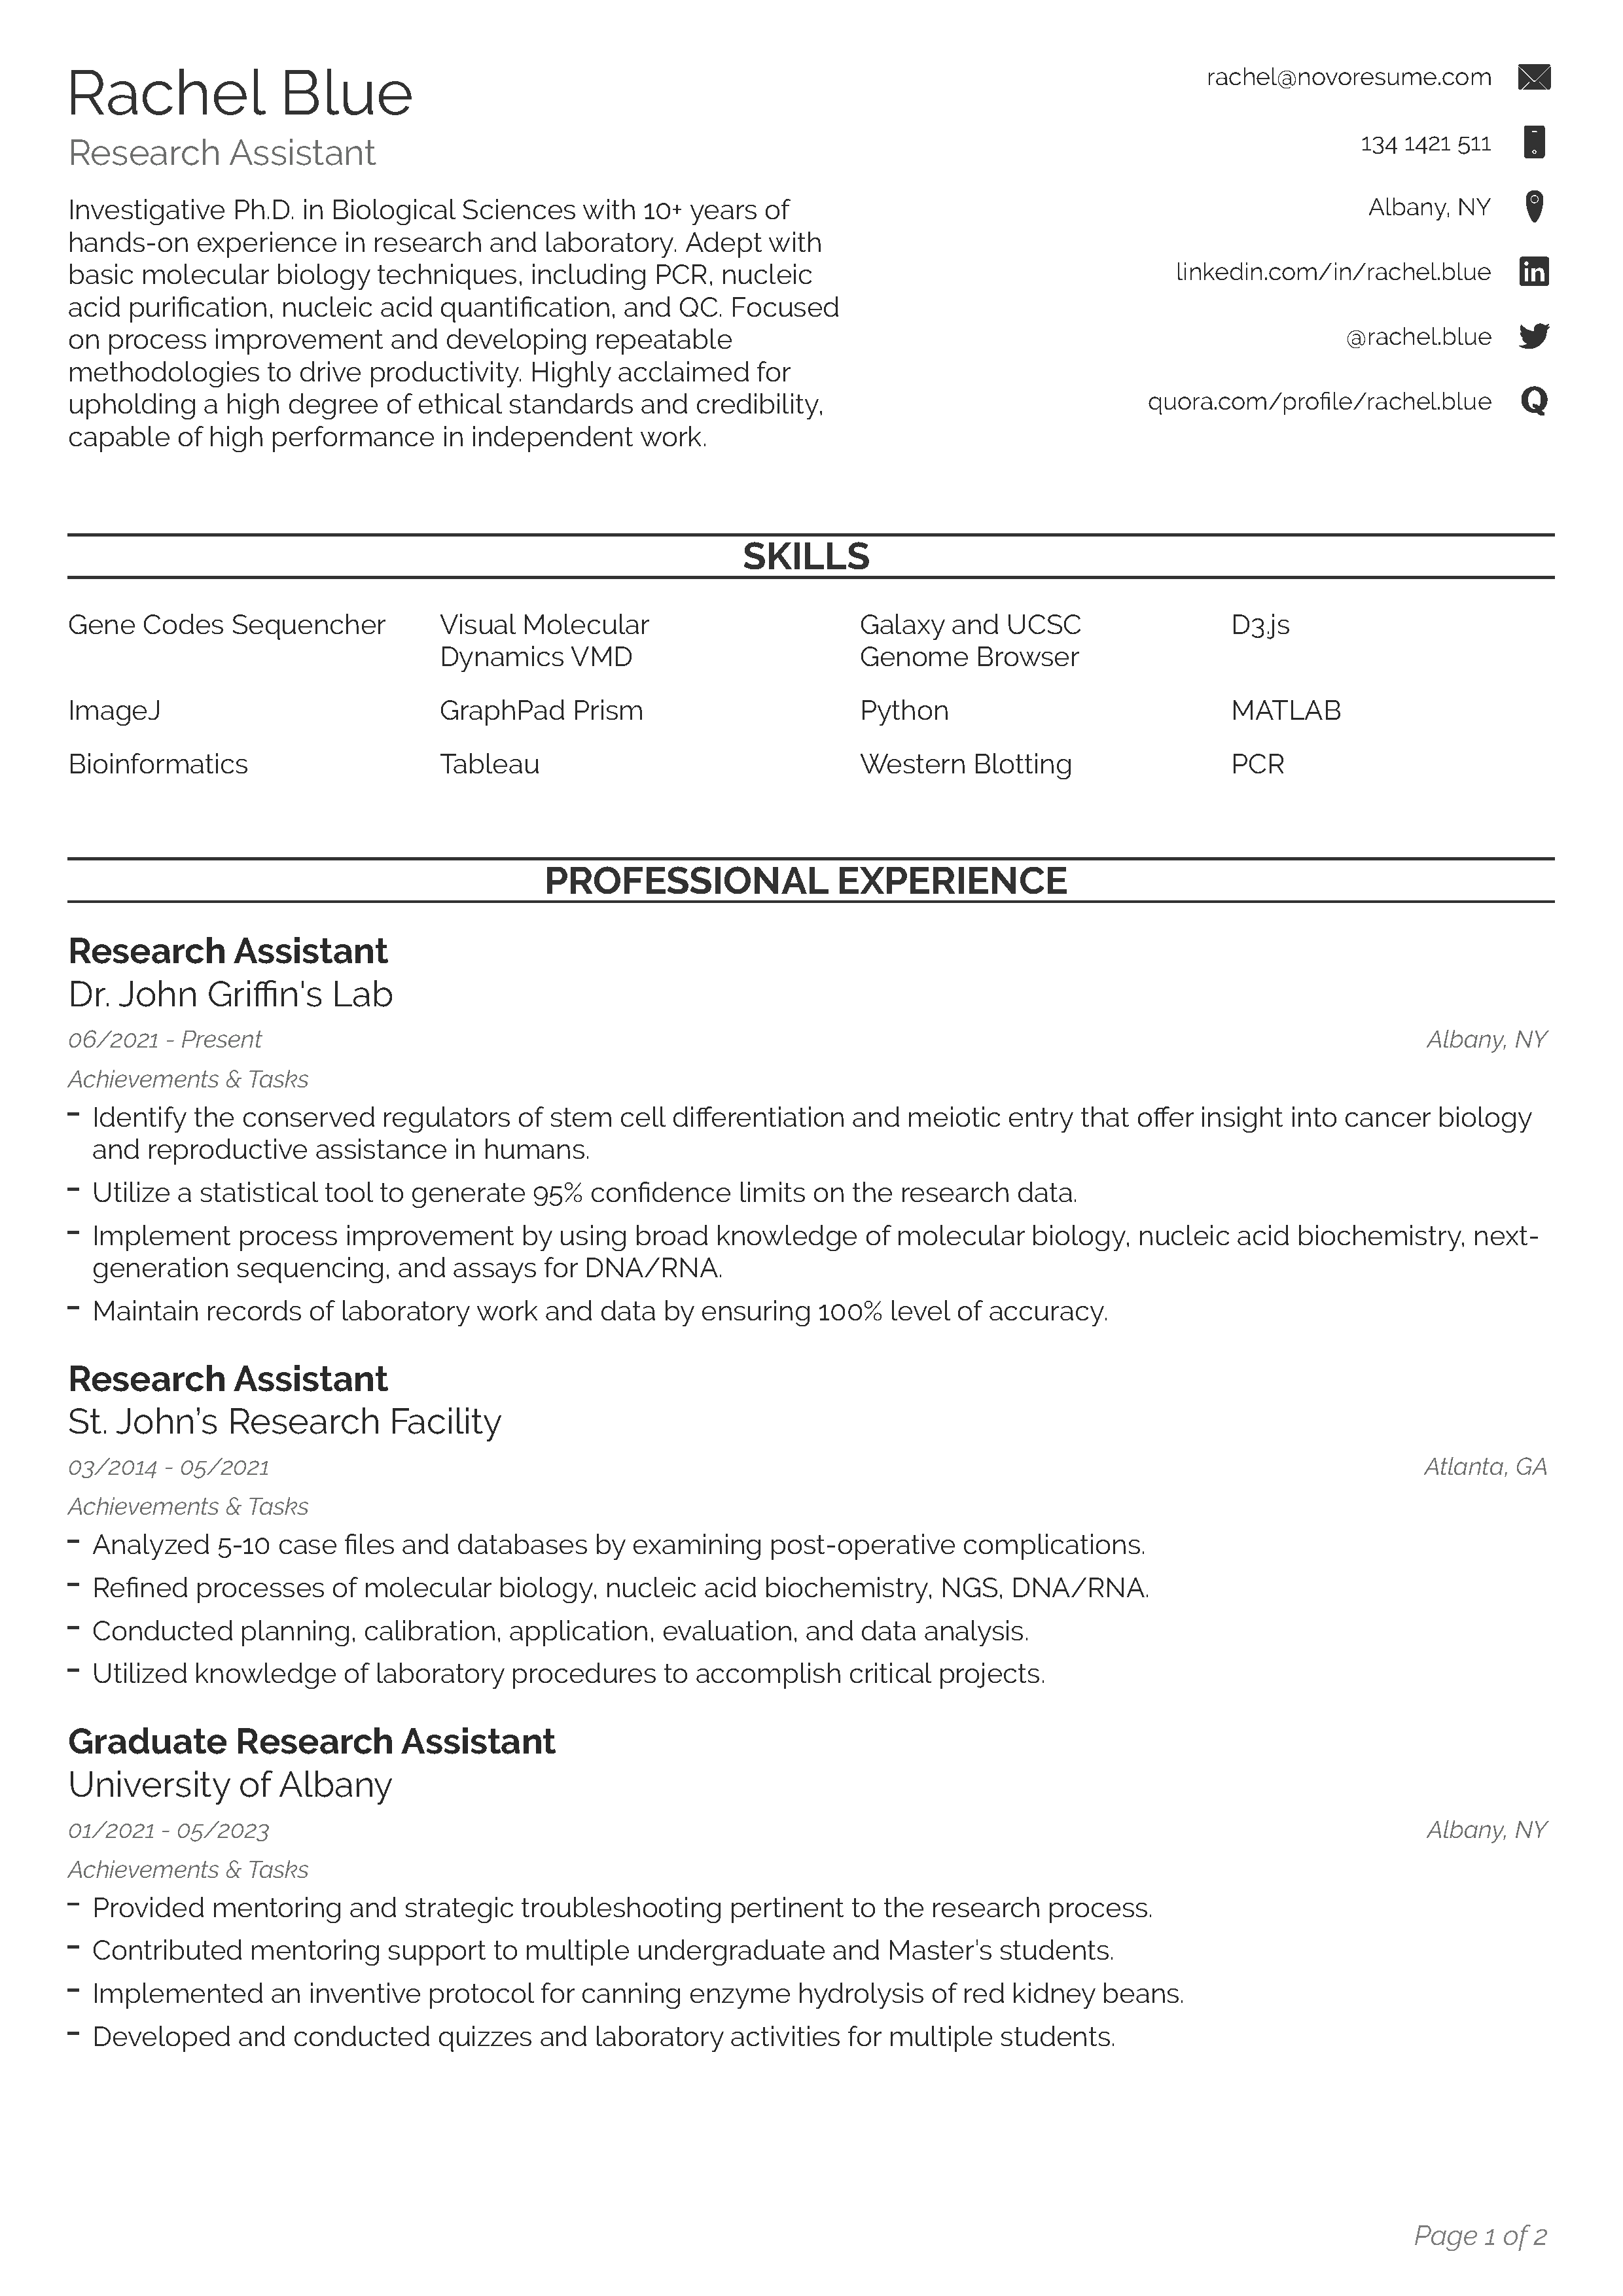 Rachel Blue
Research Assistant
Investigative Ph.D. in Biological Sciences with 10+ years of
hands-on experience in research and laboratory. Adept with
basic molecular biology techniques, including PCR, nucleic
acid purification, nucleic acid quantification, and QC. Focused
on process improvement and developing repeatable
methodologies to drive productivity. Highly acclaimed for
upholding a high degree of ethical standards and credibility,
capable of high performance in independent work.
rachel@novoresume.com
134 1421 511
Albany, NY
linkedin.com/in/rachel.blue
@rachel.blue
quora.com/profile/rachel.blue
SKILLS
Gene Codes Sequencher
Visual Molecular
Dynamics VMD
Galaxy and UCSC
Genome Browser
D3.js
ImageJ
GraphPad Prism
Python
MATLAB
Bioinformatics
Tableau
Western Blotting
PCR
PROFESSIONAL EXPERIENCE
Research Assistant
Dr. John Griffin's Lab
06/2021 - Present
Albany, NY
Achievements & Tasks
– Identify the conserved regulators of stem cell differentiation and meiotic entry that offer insight into cancer biology
and reproductive assistance in humans.
– Utilize a statistical tool to generate 95% confidence limits on the research data.
– Implement process improvement by using broad knowledge of molecular biology, nucleic acid biochemistry, next-
generation sequencing, and assays for DNA/RNA.
– Maintain records of laboratory work and data by ensuring 100% level of accuracy.
Research Assistant
St. John’s Research Facility
03/2014 - 05/2021
Atlanta, GA
Achievements & Tasks
– Analyzed 5-10 case files and databases by examining post-operative complications.
– Refined processes of molecular biology, nucleic acid biochemistry, NGS, DNA/RNA.
– Conducted planning, calibration, application, evaluation, and data analysis.
– Utilized knowledge of laboratory procedures to accomplish critical projects.
Graduate Research Assistant
University of Albany
01/2021 - 05/2023
Albany, NY
Achievements & Tasks
– Provided mentoring and strategic troubleshooting pertinent to the research process.
– Contributed mentoring support to multiple undergraduate and Master's students.
– Implemented an inventive protocol for canning enzyme hydrolysis of red kidney beans.
– Developed and conducted quizzes and laboratory activities for multiple students.
Page 1 of 2